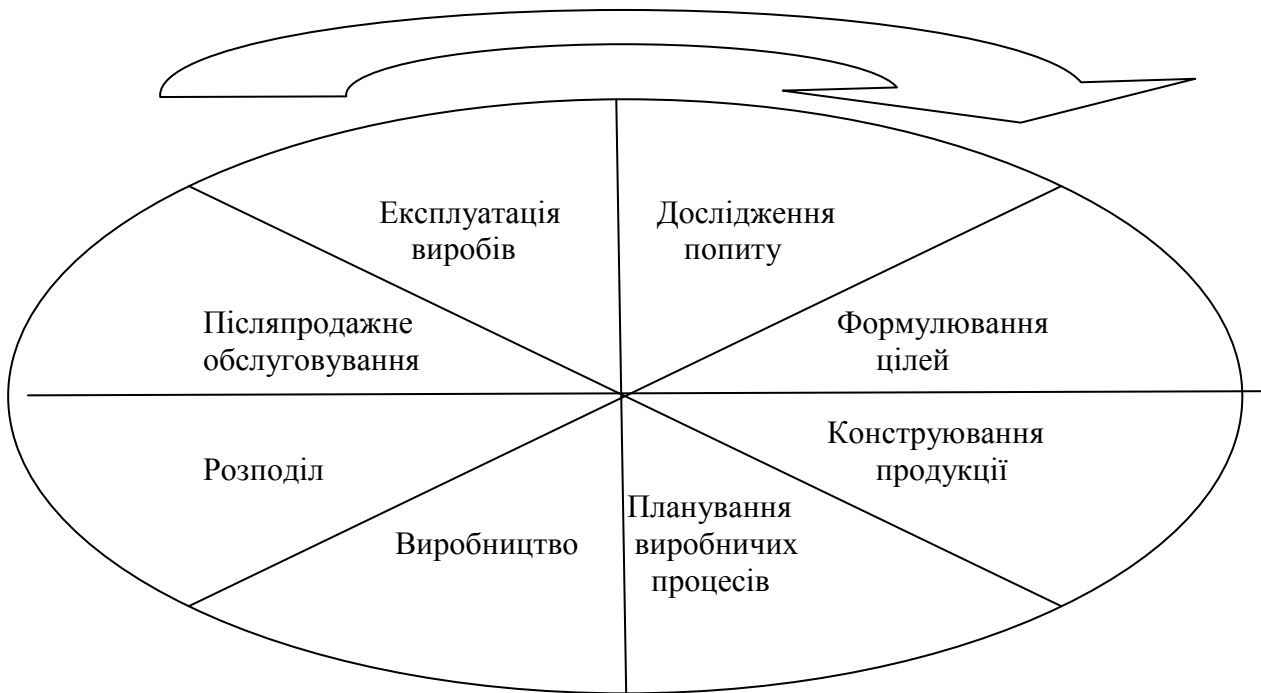 Експлуатація
виробів
Дослідження
попиту
Формулювання
цілей
Конструювання
продукції
Планування
виробничих
процесів
Виробництво
Розподіл
Післяпродажне
обслуговування